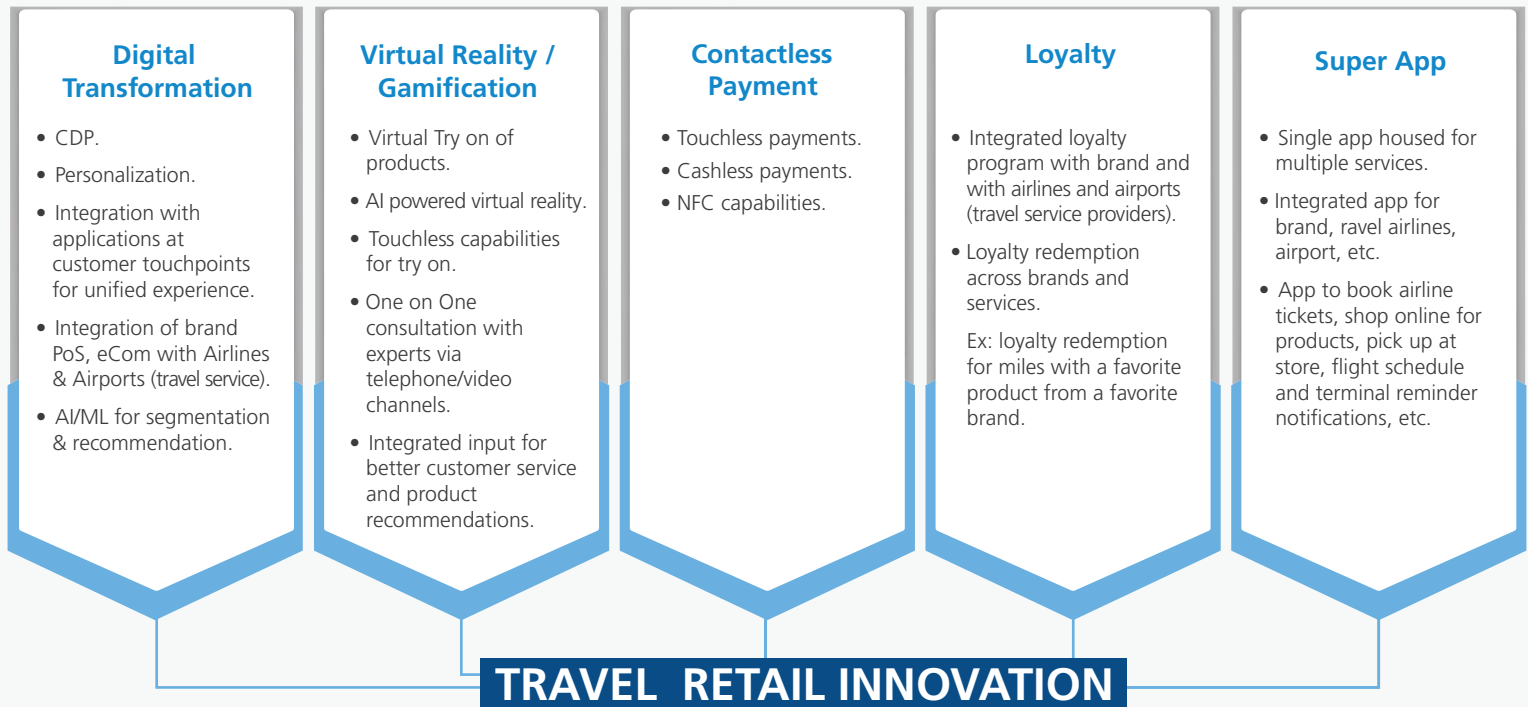 Digital
Transformation
• CDP.
• Personalization.
• Integration with
applications at
customer touchpoints
for unified experience.
• Integration of brand
PoS, eCom with Airlines
& Airports (travel service).
• AI/ML for segmentation
& recommendation.
Virtual Reality /
Gamification
• Virtual Try on of
products.
• AI powered virtual reality.
• Touchless capabilities
for try on.
• One on One
consultation with
experts via
telephone/video
channels.
• Integrated input for
better customer service
and product
recommendations.
Contactless
Payment
• Touchless payments.
• Cashless payments.
• NFC capabilities.
Loyalty
• Integrated loyalty
program with brand and
with airlines and airports
(travel service providers).
• Loyalty redemption
across brands and
services.
Ex: loyalty redemption
for miles with a favorite
product from a favorite
brand.
Super App
• Single app housed for
multiple services.
• Integrated app for
brand, ravel airlines,
airport, etc.
• App to book airline
tickets, shop online for
products, pick up at
store, flight schedule
and terminal reminder
notifications, etc.
TRAVEL RETAIL INNOVATION